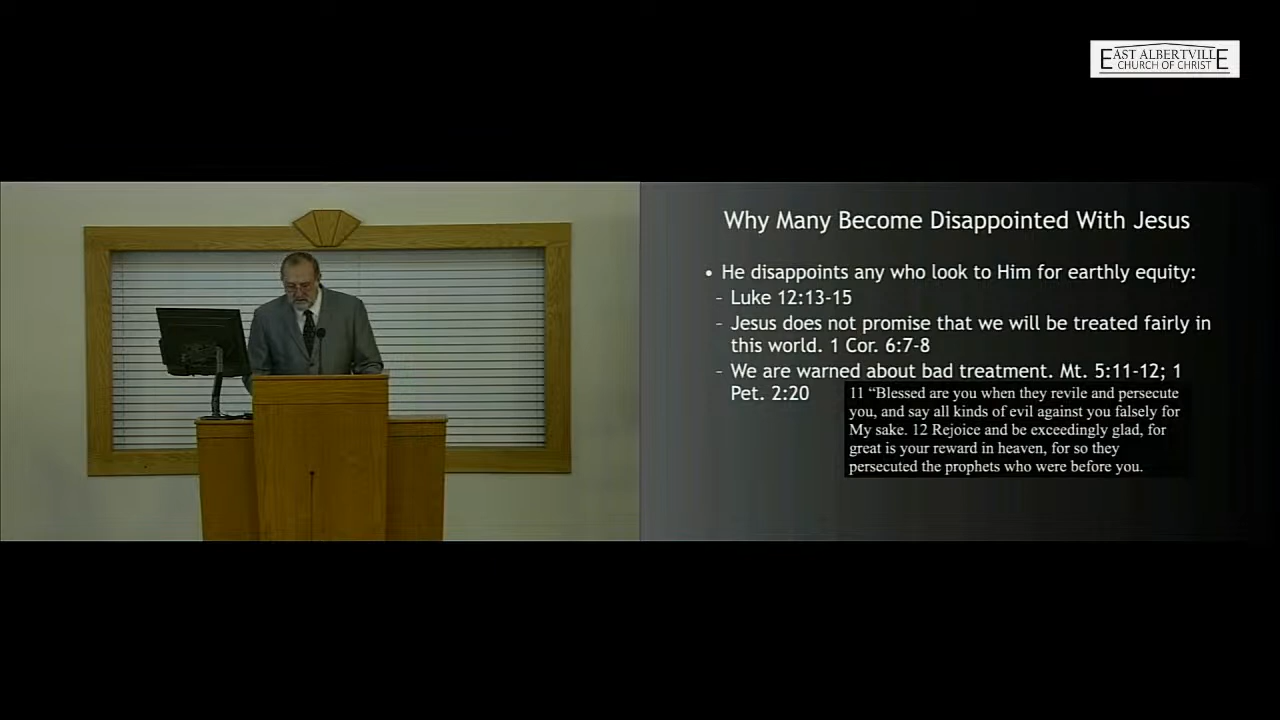 EAST ALBERTVILLE
CHURCH OF CHRIST
Why Many Become Disappointed With Jesus
• He disappoints any who look to Him for earthly equity:
- Luke 12:13-15
- Jesus does not promise that we will be treated fairly in
this world. 1 Cor. 6:7-8
- We are warned about bad treatment. Mt. 5:11-12; 1
Pet. 2:20
11 “Blessed are you when they revile and persecute
you, and say all kinds of evil against you falsely for
My sake. 12 Rejoice and be exceedingly glad, for
great is your reward in heaven, for so they
persecuted the prophets who were before you.